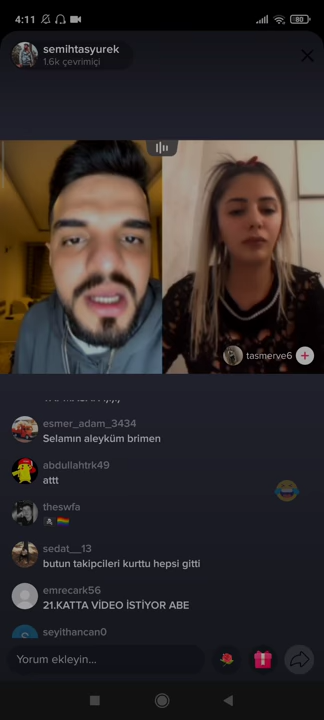 4:11
80
semihtasyurek
1.6k çevrimiçi
tasmerve6
esmer_adam_3434
Selamın aleyküm brimen
abdullahtrk49
attt
theswfa
🏴‍☠️ 🏳️‍🌈
sedat__13
butun takipcileri kurttu hepsi gitti
emrecark56
21.KATTA VİDEO İSTİYOR ABE
S
seyithancan0
Yorum ekleyin...